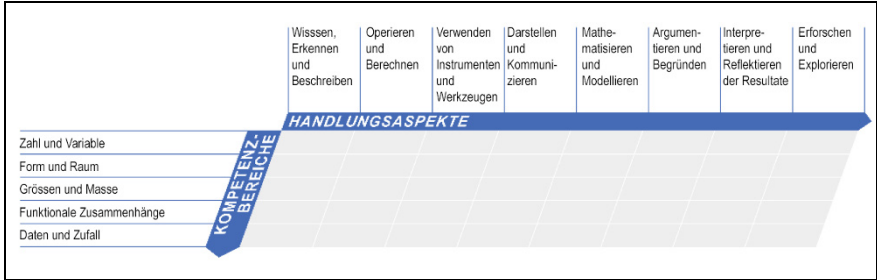 Wisssen,
Erkennen
und
Beschreiben
Operieren
und
Berechnen
Verwenden
von
Instrumenten
und
Werkzeugen
Darstellen
und
Kommuni-
zieren
Mathe-
matisieren
und
Modellieren
Argumen-
tieren und
Begründen
Interpre-
tieren und
Reflektieren
der Resultate
Erforschen
und
Explorieren
HANDLUNGSASPEKTE
KOMPETENZ-
BEREICHE
Zahl und Variable
Form und Raum
Grössen und Masse
Funktionale Zusammenhänge
Daten und Zufall